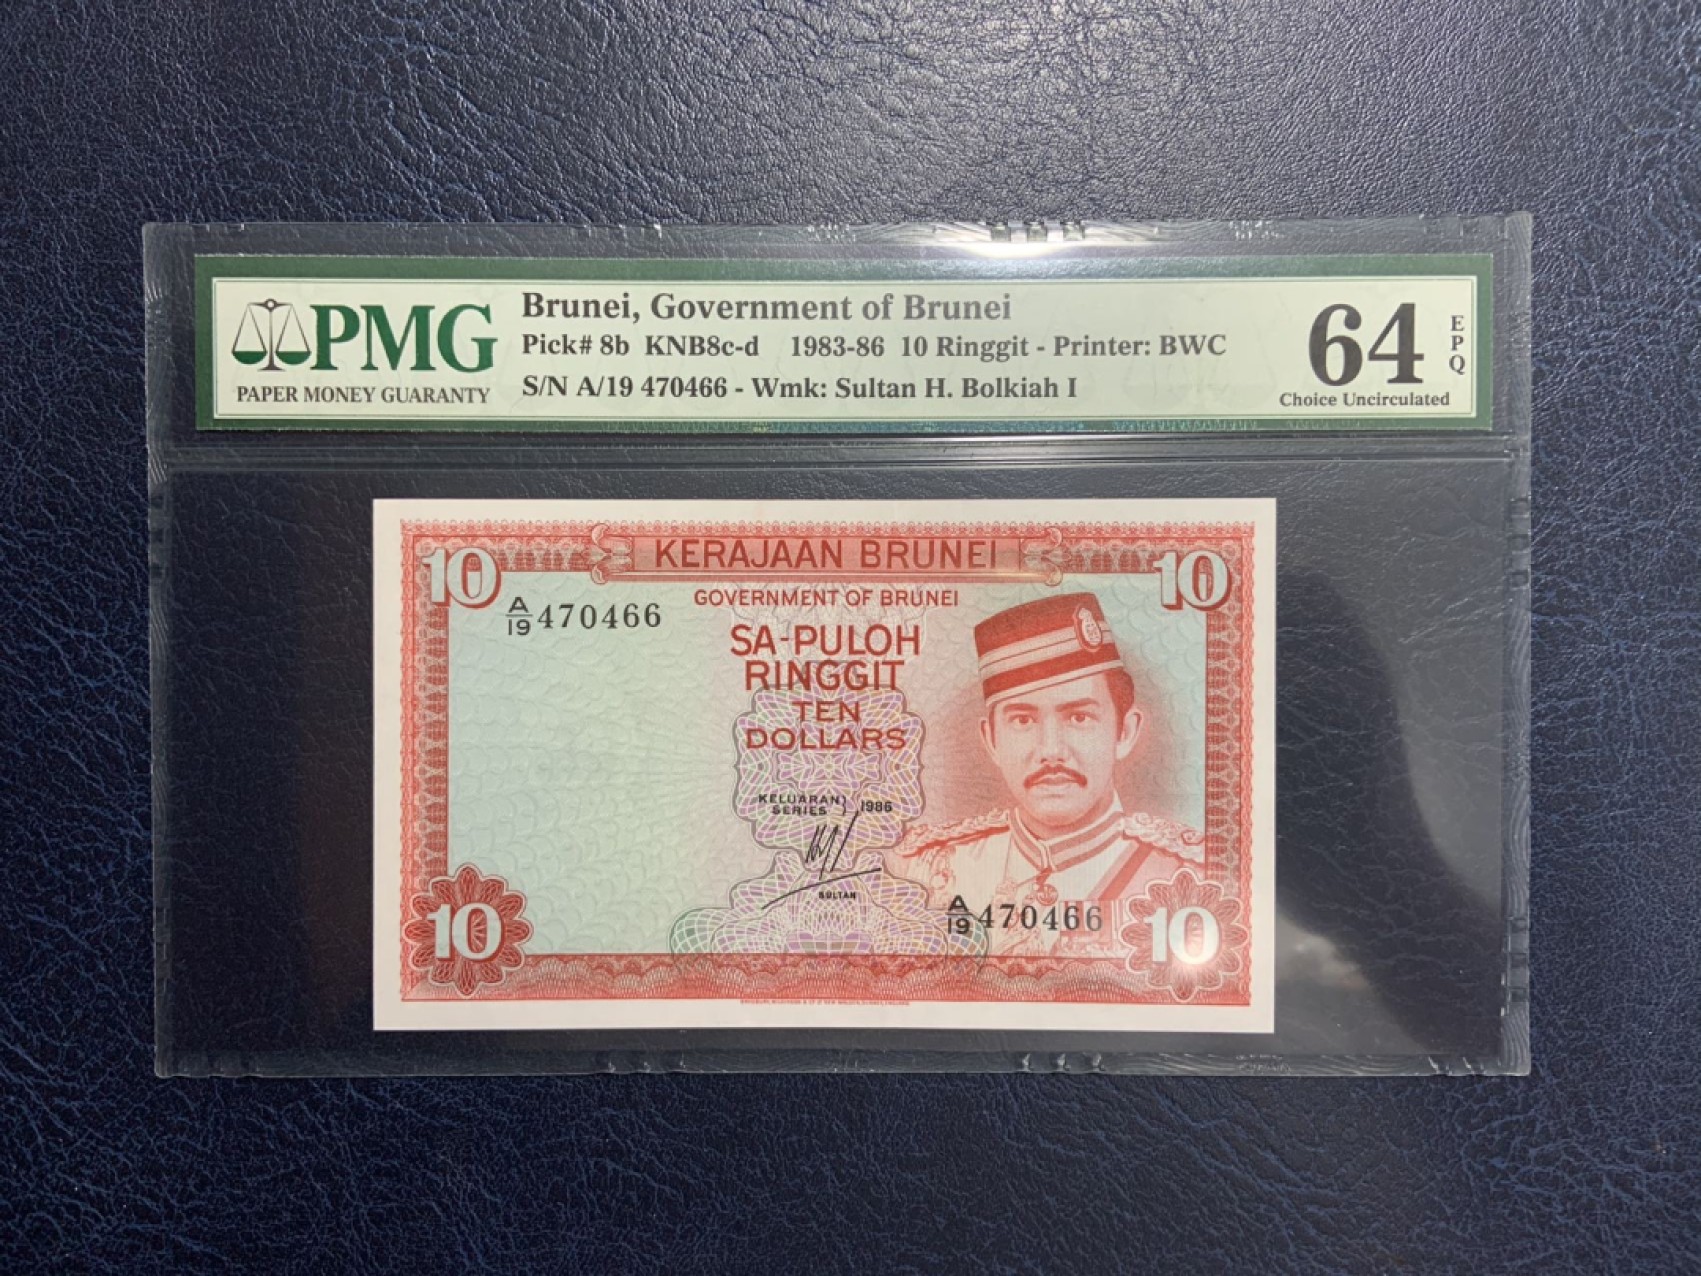 PMG
PAPER MONEY GUARANTY
Brunei, Government of Brunei
Pick# 8b KNB8c-d 1983-86 10 Ringgit - Printer: BWC
S/N A/19 470466 - Wmk: Sultan H. Bolkiah I
64
EPQ
Choice Uncirculated
KERAJAAN BRUNEI
10
10
GOVERNMENT OF BRUNEI
A/19 470466
SA-PULOH
RINGGIT
TEN
DOLLARS
KELUARAN) 1986
SERIES
SULTAN
A/19 470466
10
10